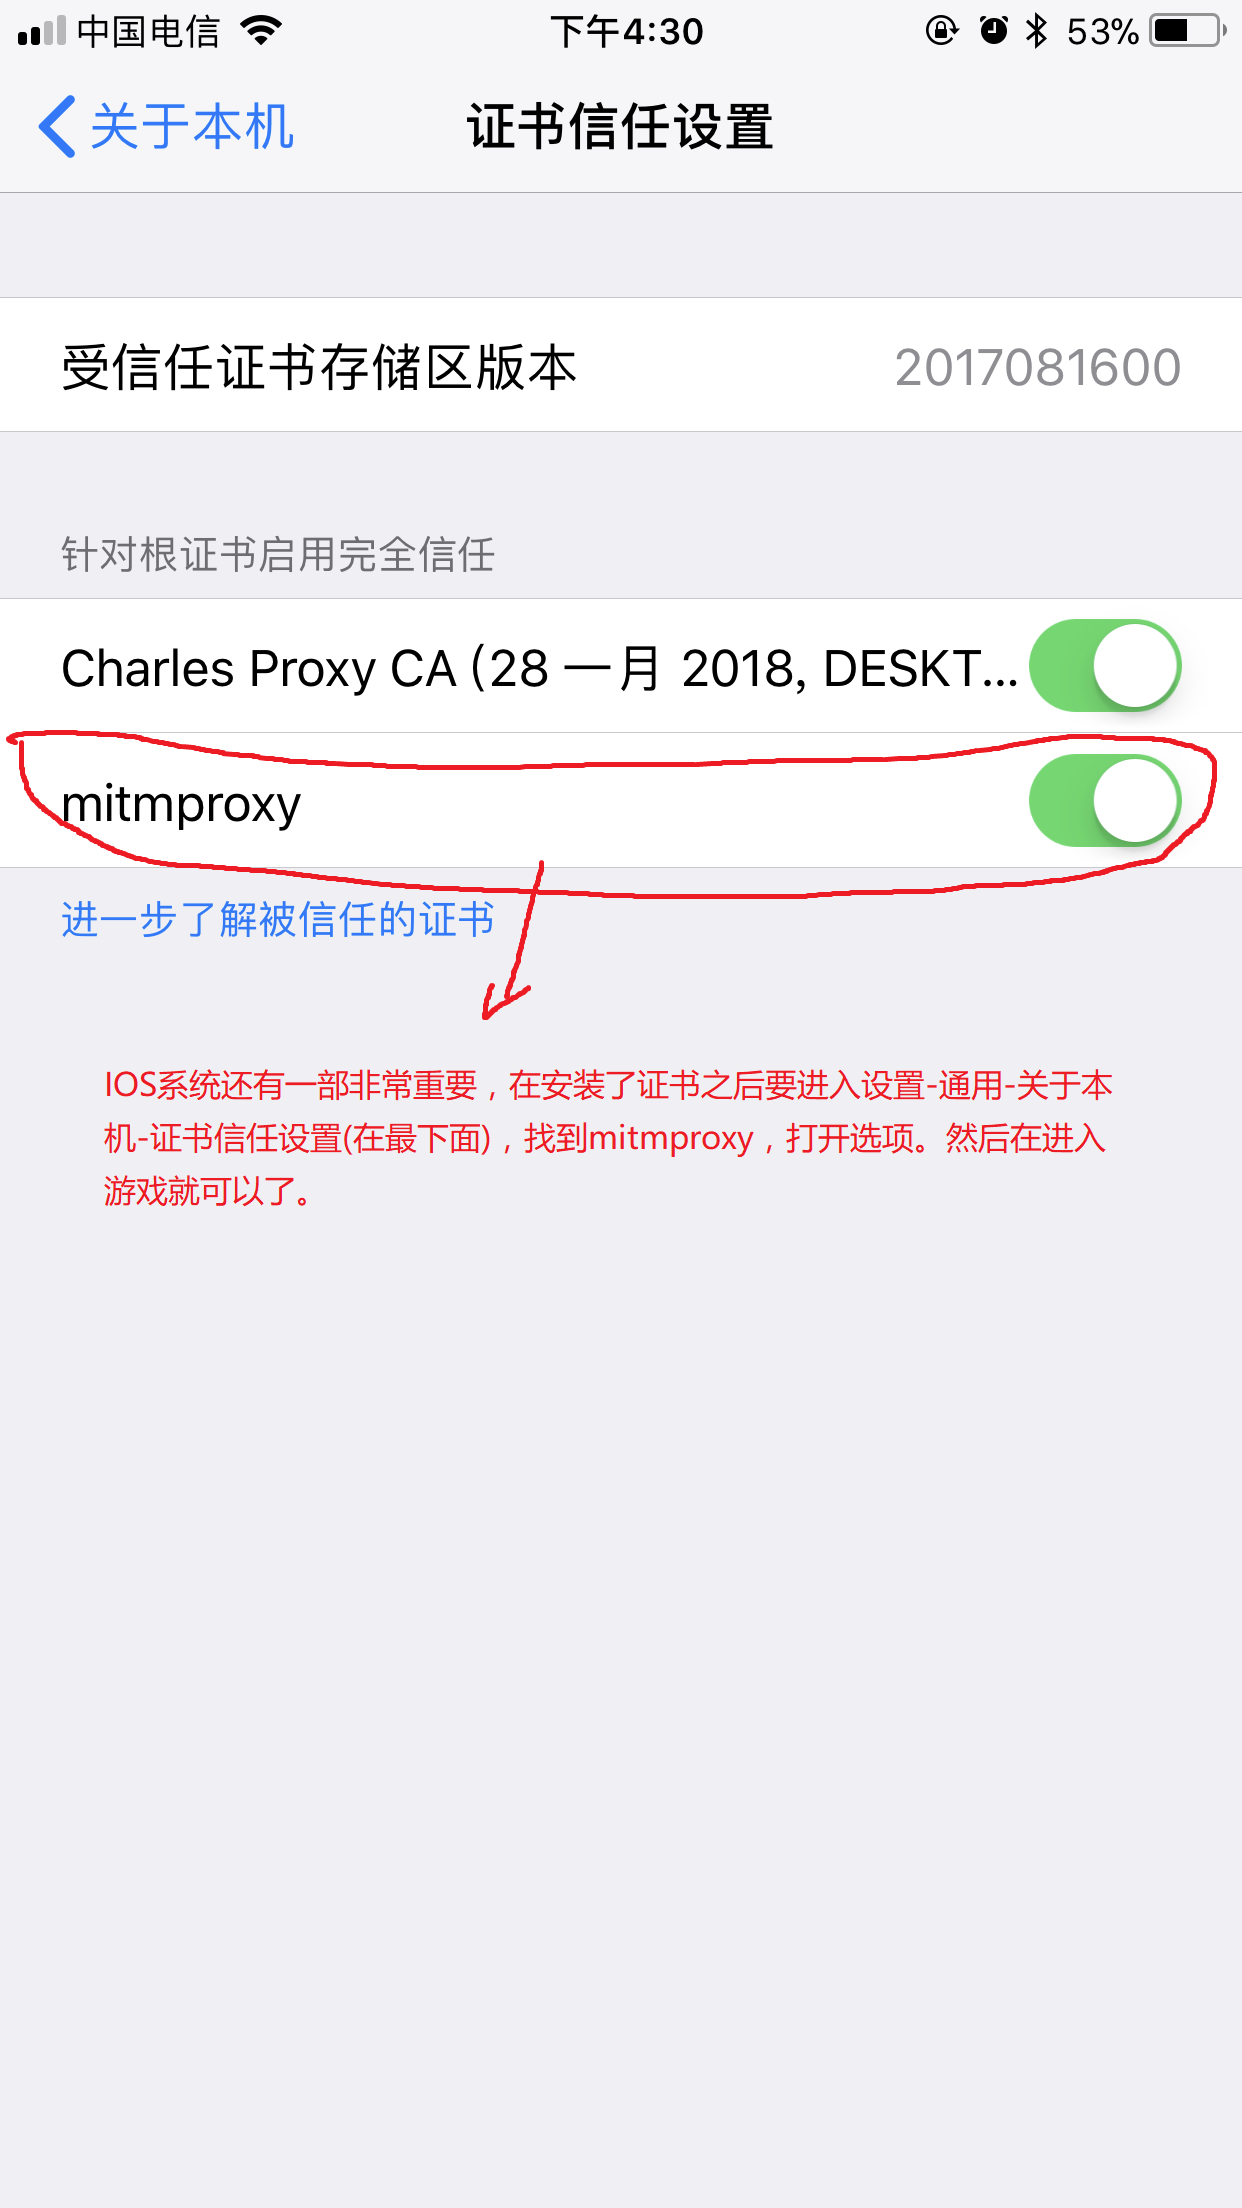 中国电信 下午4:30 53%
关于本机 证书信任设置
受信任证书存储区版本 2017081600
针对根证书启用完全信任
Charles Proxy CA (28 一月 2018, DESKT...
mitmproxy
进一步了解被信任的证书
IOS系统还有一部非常重要，在安装了证书之后要进入设置-通用-关于本
机-证书信任设置(在最下面)，找到mitmproxy，打开选项。然后在进入
游戏就可以了。